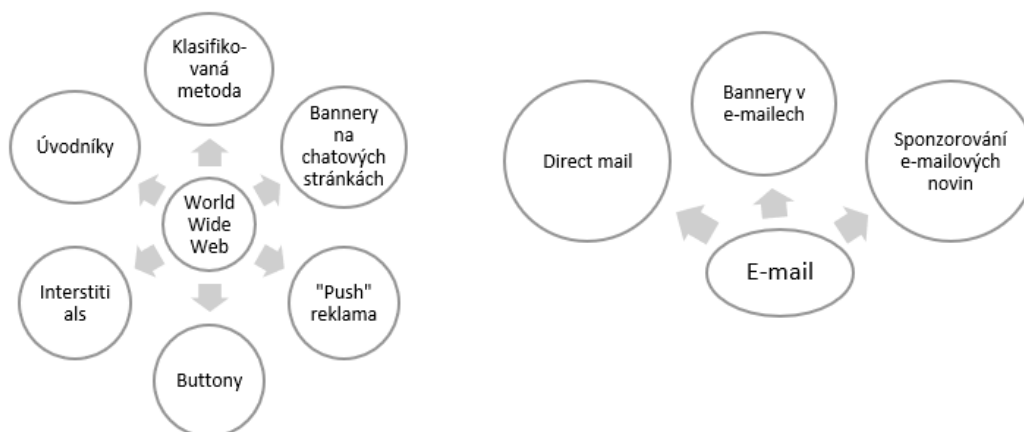 Klasifiko-
vaná
metoda
Úvodníky
Bannery
na
chatových
stránkách
World
Wide
Web
Interstiti
als
"Push"
reklama
Buttony
Bannery v
e-mailech
Direct mail
Sponzorování
e-mailových
novin
E-mail